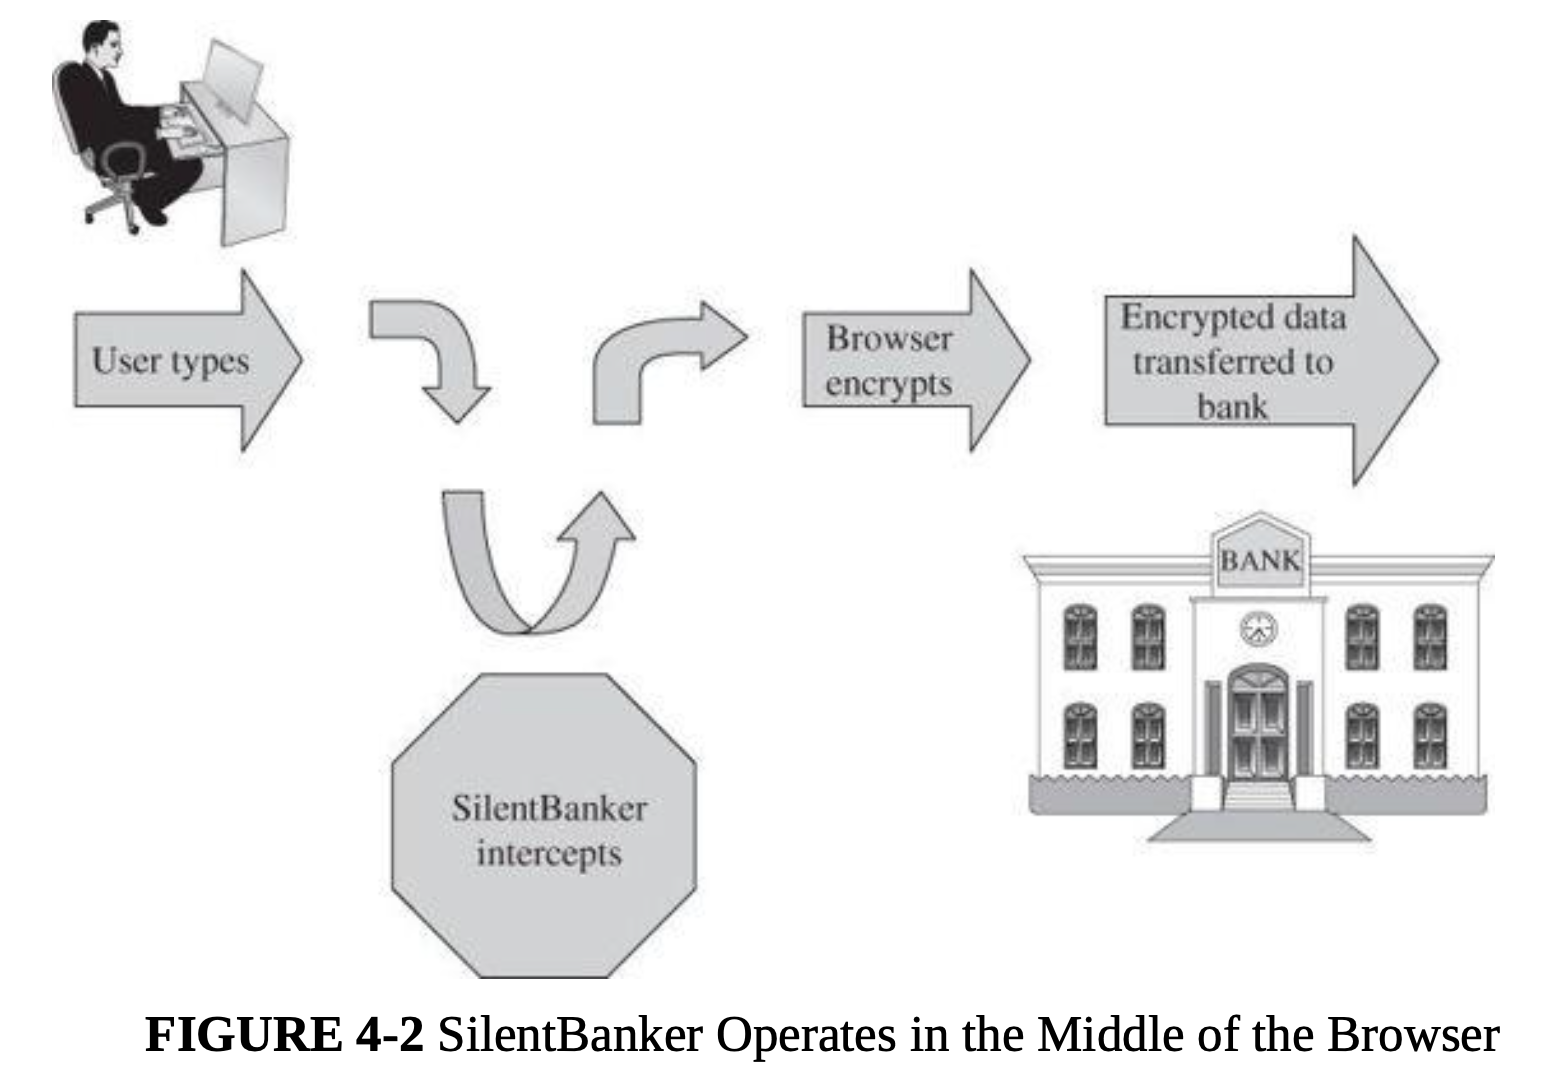 User types
Browser
encrypts
Encrypted data
transferred to
bank
BANK
SilentBanker
intercepts
FIGURE 4-2 SilentBanker Operates in the Middle of the Browser